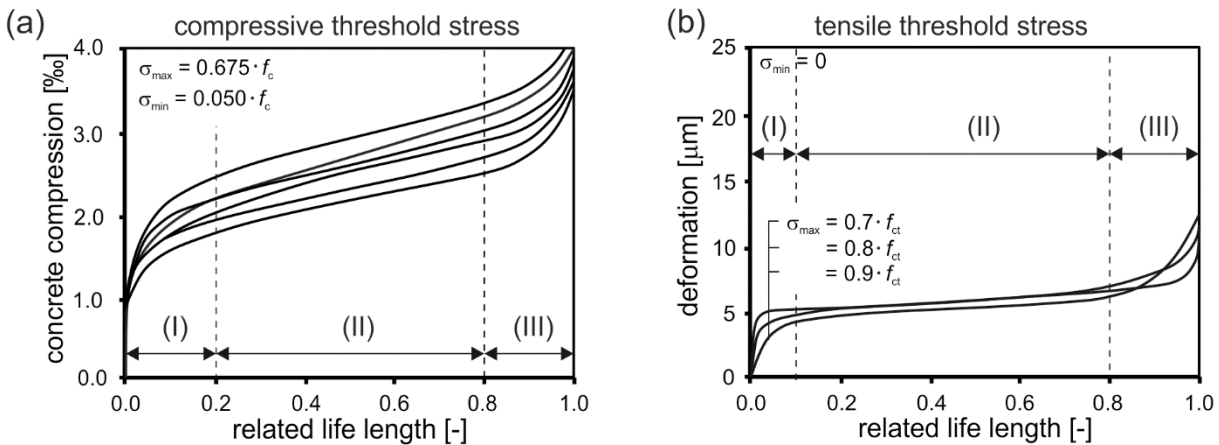 (a) compressive threshold stress
concrete compression [‰]
4.0
3.0
2.0
1.0
0.0
σmax = 0.675· fc
σmin = 0.050· fc
(I) (II) (III)
0.0 0.2 0.4 0.6 0.8 1.0
related life length [-]
(b) tensile threshold stress
deformation [μm]
25
20
15
10
5
0
σmin = 0
(I) (II) (III)
σmax = 0.7· fct
= 0.8· fct
= 0.9· fct
0.0 0.2 0.4 0.6 0.8 1.0
related life length [-]